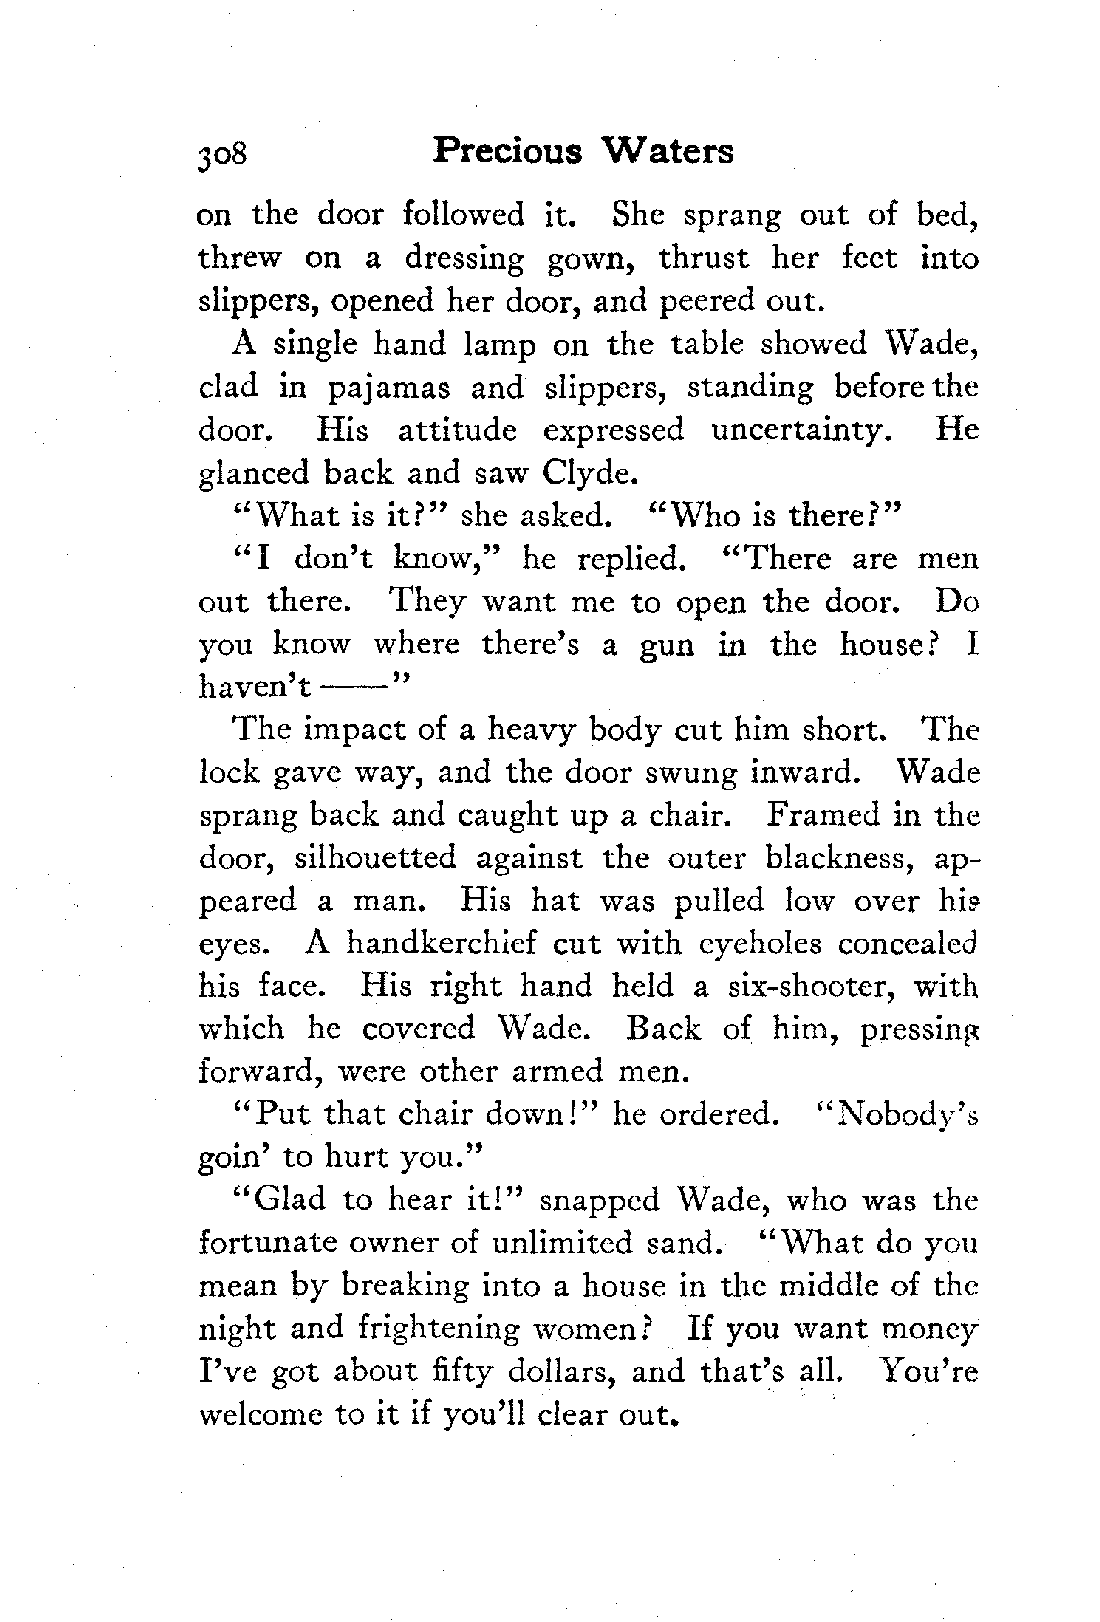 308 Precious Waters
on the door followed it. She sprang out of bed,
threw on a dressing gown, thrust her feet into
slippers, opened her door, and peered out.
A single hand lamp on the table showed Wade,
clad in pajamas and slippers, standing before the
door. His attitude expressed uncertainty. He
glanced back and saw Clyde.
"What is it?" she asked. "Who is there?"
"I don't know," he replied. "There are men
out there. They want me to open the door. Do
you know where there's a gun in the house? I
haven't ——"
The impact of a heavy body cut him short. The
lock gave way, and the door swung inward. Wade
sprang back and caught up a chair. Framed in the
door, silhouetted against the outer blackness, ap-
peared a man. His hat was pulled low over his
eyes. A handkerchief cut with eyeholes concealed
his face. His right hand held a six-shooter, with
which he covered Wade. Back of him, pressing
forward, were other armed men.
"Put that chair down!" he ordered. "Nobody's
goin' to hurt you."
"Glad to hear it!" snapped Wade, who was the
fortunate owner of unlimited sand. "What do you
mean by breaking into a house in the middle of the
night and frightening women? If you want money
I've got about fifty dollars, and that's all. You're
welcome to it if you'll clear out.